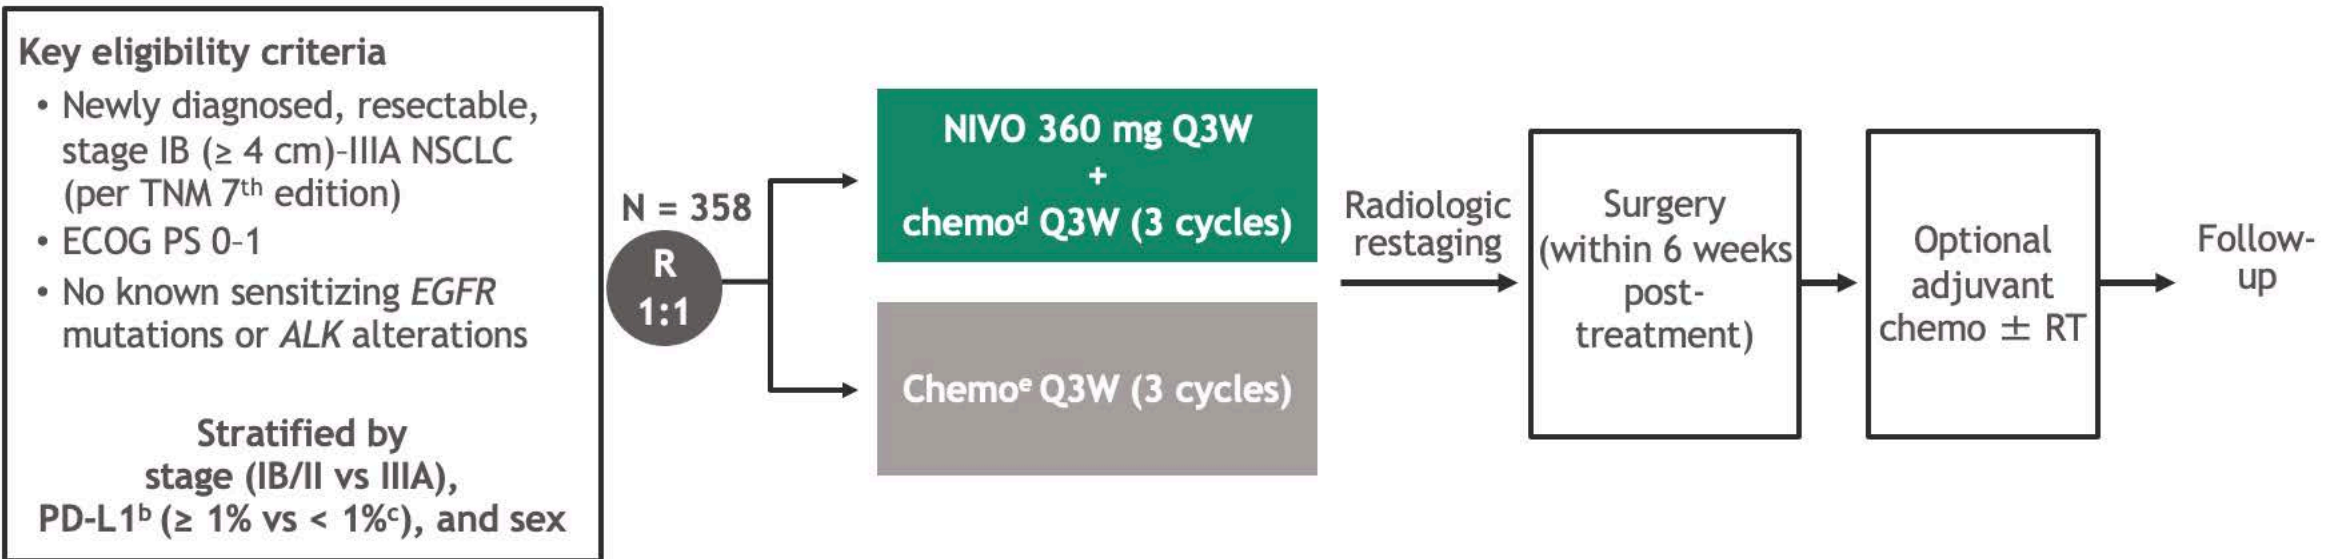 Key eligibility criteria
• Newly diagnosed, resectable,
stage IB (≥ 4 cm)–IIIA NSCLC
(per TNM 7th edition)
• ECOG PS 0–1
• No known sensitizing EGFR
mutations or ALK alterations
Stratified by
stage (IB/II vs IIIA),
PD-L1b (≥ 1% vs < 1%c), and sex
N = 358
R
1:1
NIVO 360 mg Q3W
+
chemod Q3W (3 cycles)
Chemoe Q3W (3 cycles)
Radiologic
restaging
Surgery
(within 6 weeks
post-
treatment)
Optional
adjuvant
chemo ± RT
Follow-
up